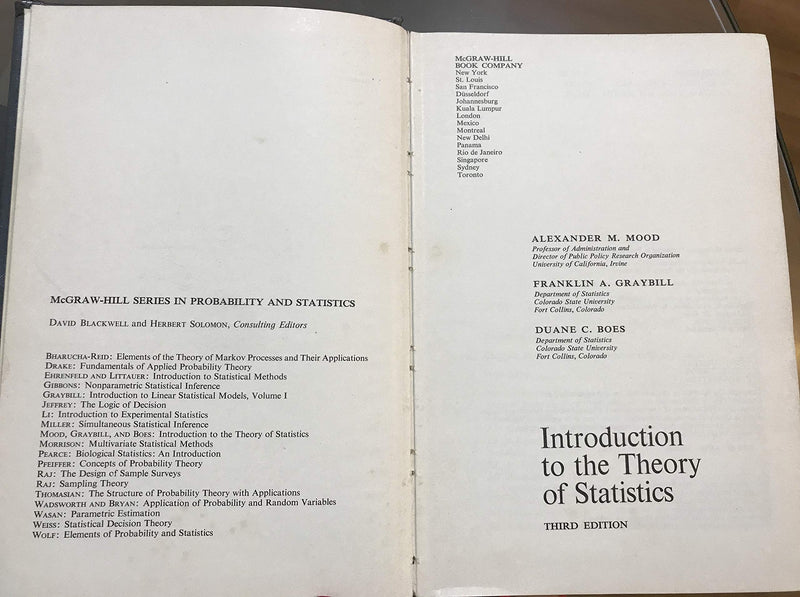 McGRAW-HILL SERIES IN PROBABILITY AND STATISTICS
DAVID BLACKWELL and HERBERT SOLOMON, Consulting Editors
BHARUCHA-REID: Elements of the Theory of Markov Processes and Their Applications
DRAKE: Fundamentals of Applied Probability Theory
EHRENFELD AND LITTAUER: Introduction to Statistical Methods
GIBBONS: Nonparametric Statistical Inference
GRAYBILL: Introduction to Linear Statistical Models, Volume I
JEFFREY: The Logic of Decision
LI: Introduction to Experimental Statistics
MILLER: Simultaneous Statistical Inference
MOOD, GRAYBILL, AND BOES: Introduction to the Theory of Statistics
MORRISON: Multivariate Statistical Methods
PEARCE: Biological Statistics: An Introduction
PFEIFFER: Concepts of Probability Theory
RAJ: The Design of Sample Surveys
RAJ: Sampling Theory
THOMASIAN: The Structure of Probability Theory with Applications
WADSWORTH AND BRYAN: Application of Probability and Random Variables
WASAN: Parametric Estimation
WEISS: Statistical Decision Theory
WOLF: Elements of Probability and Statistics
McGRAW-HILL
BOOK COMPANY
New York
St. Louis
San Francisco
Düsseldorf
Johannesburg
Kuala Lumpur
London
Mexico
Montreal
New Delhi
Panama
Rio de Janeiro
Singapore
Sydney
Toronto
ALEXANDER M. MOOD
Professor of Administration and
Director of Public Policy Research Organization
University of California, Irvine
FRANKLIN A. GRAYBILL
Department of Statistics
Colorado State University
Fort Collins, Colorado
DUANE C. BOES
Department of Statistics
Colorado State University
Fort Collins, Colorado
Introduction
to the Theory
of Statistics
THIRD EDITION